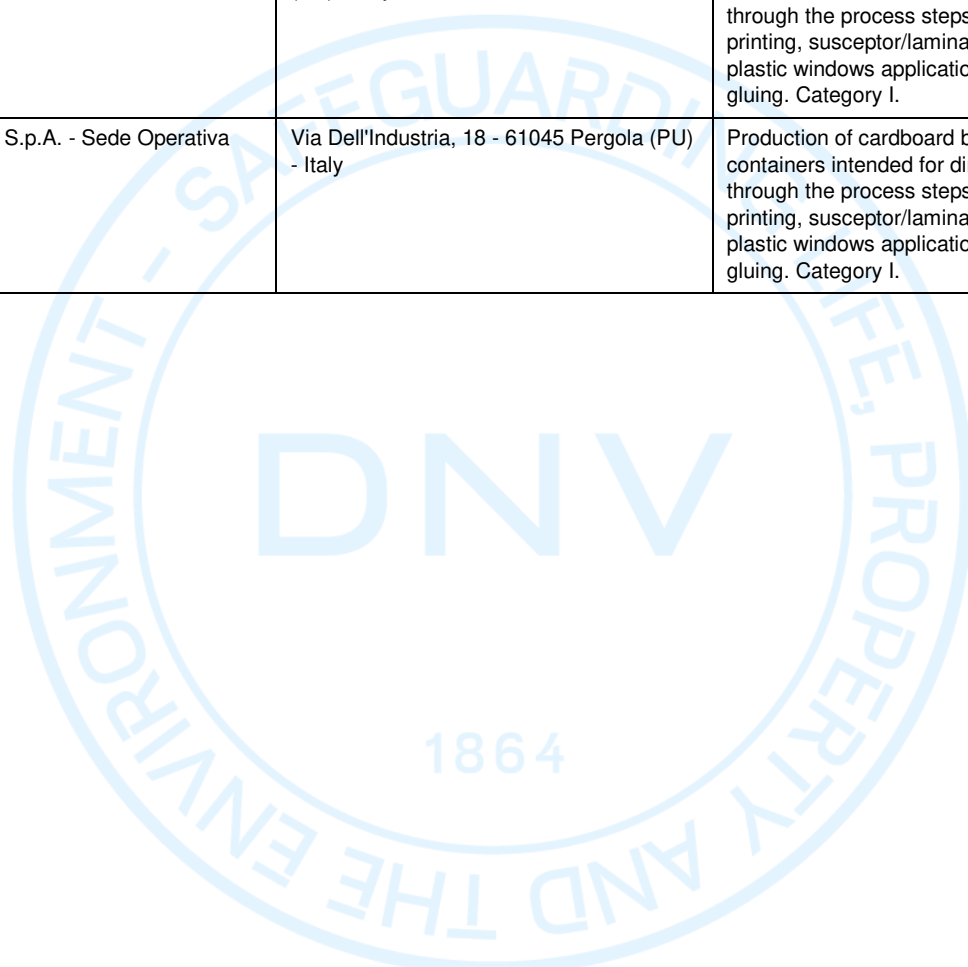 through the process steps
printing, susceptor/lamina
plastic windows applicatio
gluing. Category I.
S.p.A. - Sede Operativa
Via Dell'Industria, 18 - 61045 Pergola (PU)
- Italy
Production of cardboard b
containers intended for di
through the process steps
printing, susceptor/lamina
plastic windows applicatio
gluing. Category I.
SAFEGUARDING LIFE, PROPERTY AND THE ENVIRONMENT -
DNV
1864